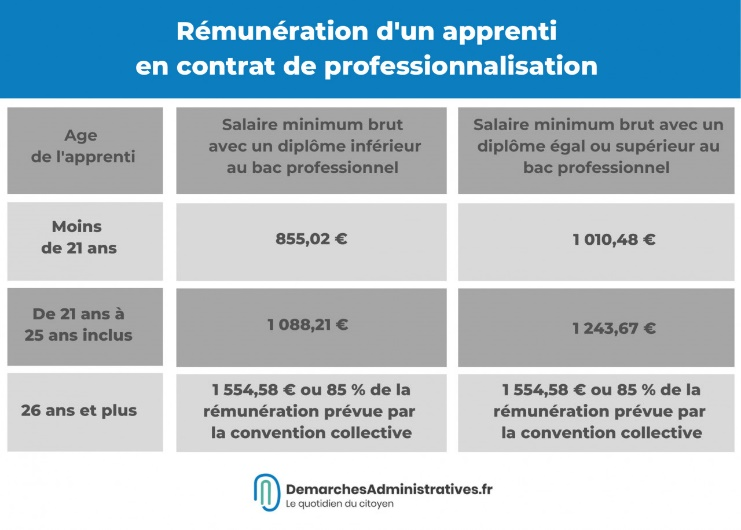 Rémunération d'un apprenti
en contrat de professionnalisation
Age
de l'apprenti
Salaire minimum brut
avec un diplôme inférieur
au bac professionnel
Salaire minimum brut avec un
diplôme égal ou supérieur au
bac professionnel
Moins
de 21 ans
855,02 €
1 010,48 €
De 21 ans à
25 ans inclus
1 088,21 €
1 243,67 €
26 ans et plus
1 554,58 € ou 85 % de la
rémunération prévue par
la convention collective
1 554,58 € ou 85 % de la
rémunération prévue par
la convention collective
DemarchesAdministratives.fr
Le quotidien du citoyen